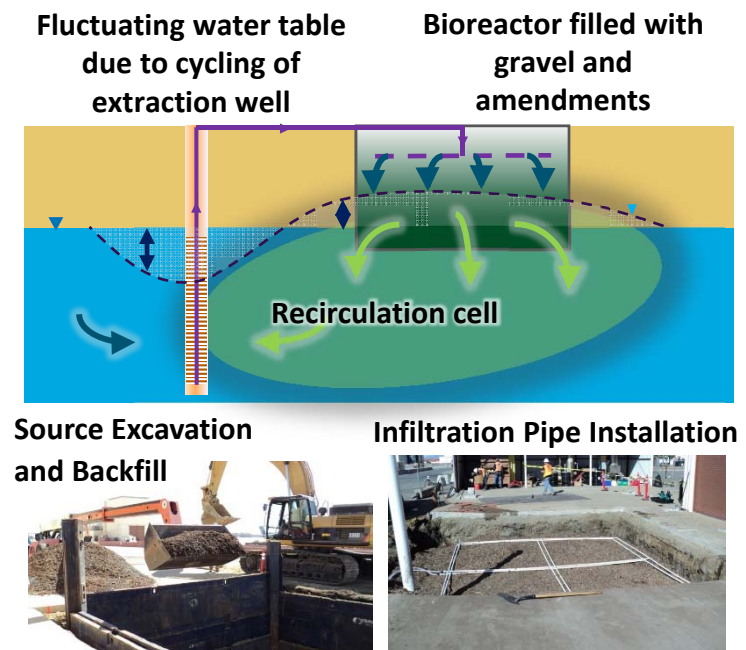 Fluctuating water table
due to cycling of
extraction well
Bioreactor filled with
gravel and
amendments
Recirculation cell
Source Excavation
and Backfill
Infiltration Pipe Installation